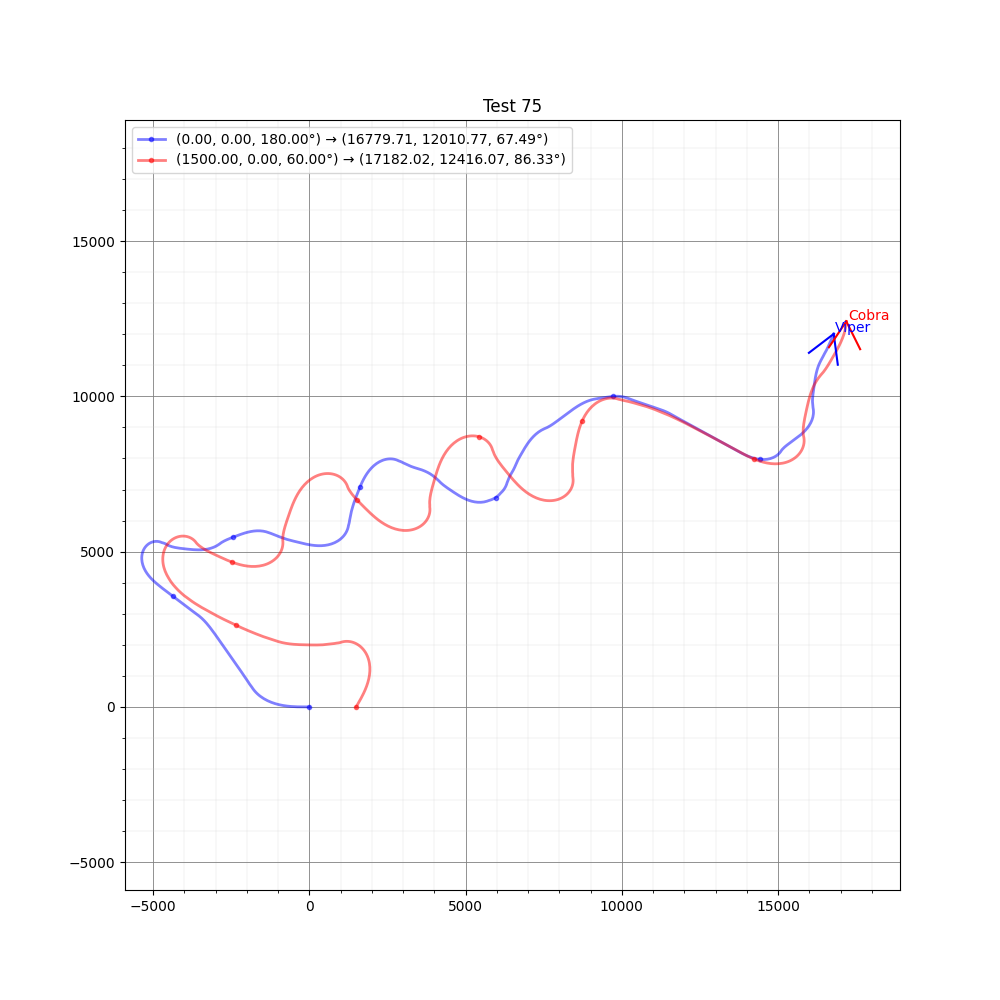 Test 75
(0.00, 0.00, 180.00°) → (16779.71, 12010.77, 67.49°)
(1500.00, 0.00, 60.00°) → (17182.02, 12416.07, 86.33°)
15000
Cobra
Viper
10000
5000
0
−5000
−5000 0 5000 10000 15000